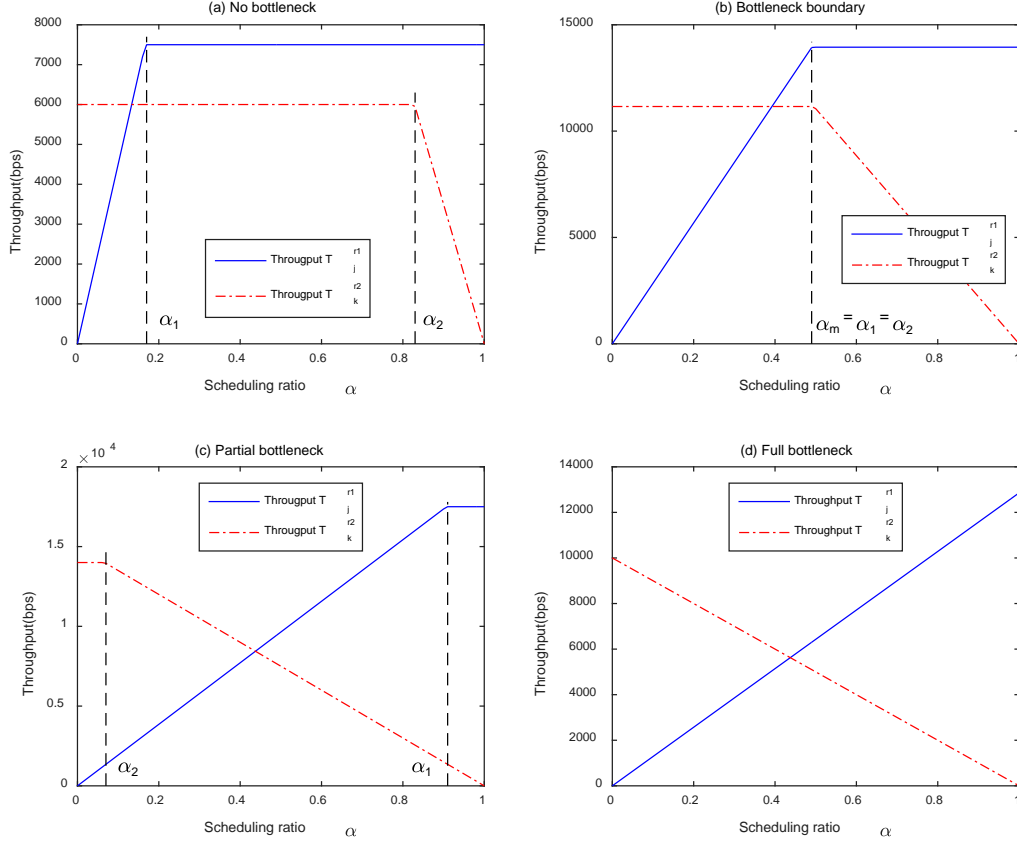 (a) No bottleneck
8000
7000
6000
5000
4000
3000
2000
1000
0
Throughput(bps)
Througput T r1 j
Througput T r2 k
α1
α2
0 0.2 0.4 0.6 0.8 1
Scheduling ratio α
(b) Bottleneck boundary
15000
10000
5000
0
Throughput(bps)
Througput T r1 j
Througput T r2 k
αm = α1 = α2
0 0.2 0.4 0.6 0.8 1
Scheduling ratio α
(c) Partial bottleneck
× 10 4
2
1.5
1
0.5
0
Throughput(bps)
Througput T r1 j
Througput T r2 k
α2
α1
0 0.2 0.4 0.6 0.8 1
Scheduling ratio α
(d) Full bottleneck
14000
12000
10000
8000
6000
4000
2000
0
Throughput(bps)
Throughput T r1 j
Throughput T r2 k
0 0.2 0.4 0.6 0.8 1
Scheduling ratio α